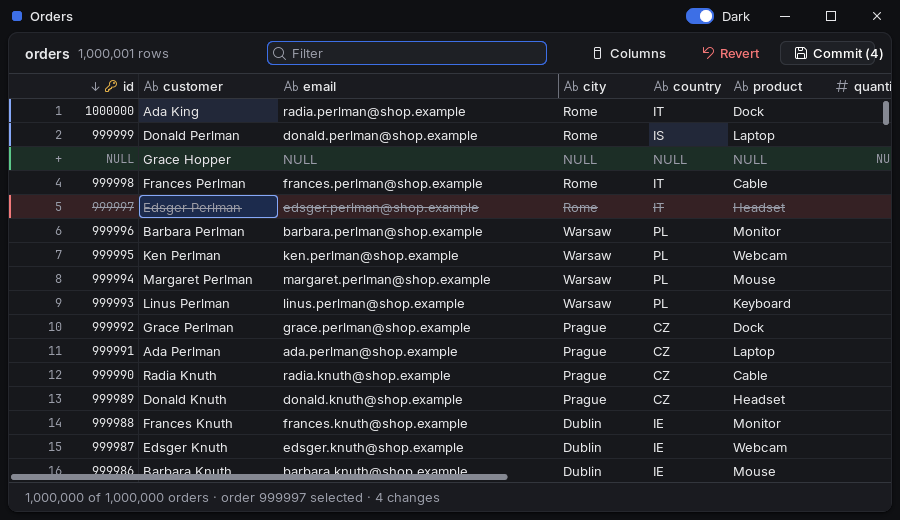 Orders Dark
orders 1,000,001 rows Filter Columns Revert Commit (4)
id customer email city country product quanti
1 1000000 Ada King radia.perlman@shop.example Rome IT Dock
2 999999 Donald Perlman donald.perlman@shop.example Rome IS Laptop
+ NULL Grace Hopper NULL NULL NULL NULL NU
4 999998 Frances Perlman frances.perlman@shop.example Rome IT Cable
5 999997 Edsger Perlman edsger.perlman@shop.example Rome IT Headset
6 999996 Barbara Perlman barbara.perlman@shop.example Warsaw PL Monitor
7 999995 Ken Perlman ken.perlman@shop.example Warsaw PL Webcam
8 999994 Margaret Perlman margaret.perlman@shop.example Warsaw PL Mouse
9 999993 Linus Perlman linus.perlman@shop.example Warsaw PL Keyboard
10 999992 Grace Perlman grace.perlman@shop.example Prague CZ Dock
11 999991 Ada Perlman ada.perlman@shop.example Prague CZ Laptop
12 999990 Radia Knuth radia.knuth@shop.example Prague CZ Cable
13 999989 Donald Knuth donald.knuth@shop.example Prague CZ Headset
14 999988 Frances Knuth frances.knuth@shop.example Dublin IE Monitor
15 999987 Edsger Knuth edsger.knuth@shop.example Dublin IE Webcam
16 999986 Barbara Knuth barbara.knuth@shop.example Dublin IE Mouse
1,000,000 of 1,000,000 orders · order 999997 selected · 4 changes